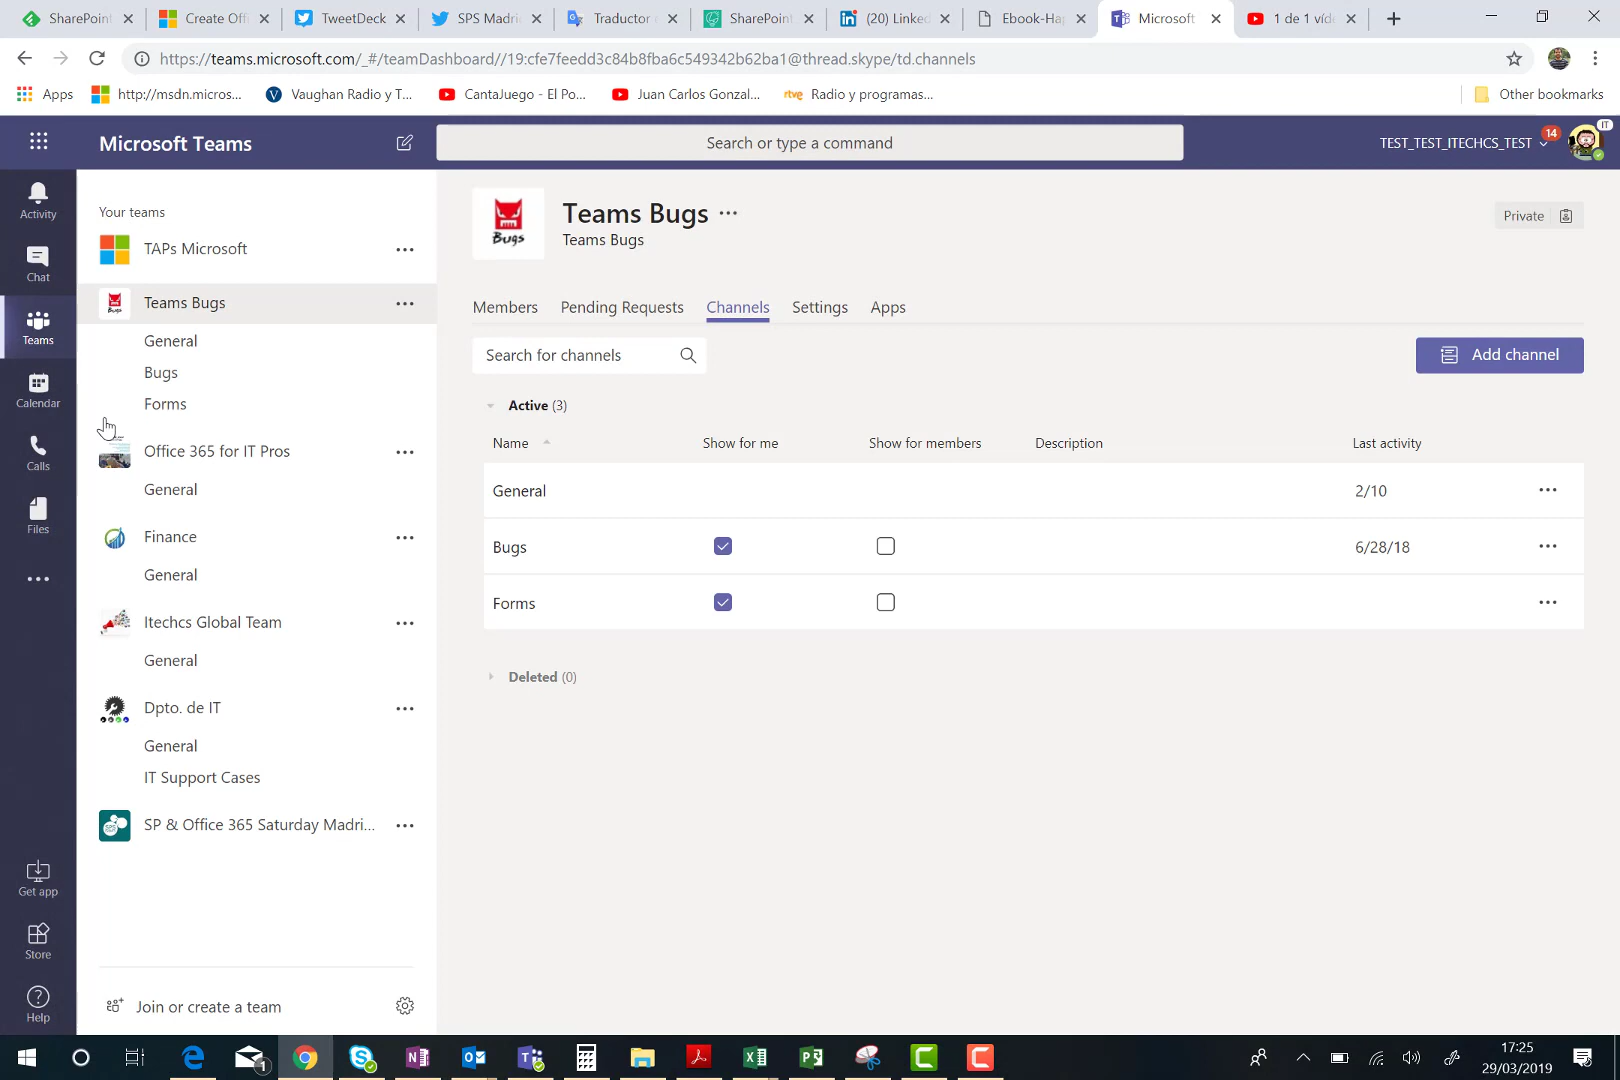 SharePoint
Create Offi
TweetDeck
SPS Madri
Traductor
SharePoint
(20) Linked
Ebook-Hap
Microsoft
1 de 1 víde
https://teams.microsoft.com/_#/teamDashboard//19:cfe7feedd3c84b8fba6c549342b62ba1@thread.skype/td.channels
Apps
http://msdn.micros...
Vaughan Radio y T...
CantaJuego - El Po...
Juan Carlos Gonzal...
rtve Radio y programas...
Other bookmarks
Microsoft Teams
Search or type a command
TEST_TEST_ITECHCS_TEST
14
IT
Activity
Chat
Teams
Calendar
Calls
Files
Get app
Store
Help
Your teams
TAPs Microsoft
Teams Bugs
General
Bugs
Forms
Office 365 for IT Pros
General
Finance
General
Itechcs Global Team
General
Dpto. de IT
General
IT Support Cases
SP & Office 365 Saturday Madri...
Join or create a team
Bugs
Teams Bugs
Teams Bugs
Private
Members Pending Requests Channels Settings Apps
Search for channels
Add channel
Active (3)
Name Show for me Show for members Description Last activity
General 2/10
Bugs 6/28/18
Forms
Deleted (0)
1
17:25
29/03/2019